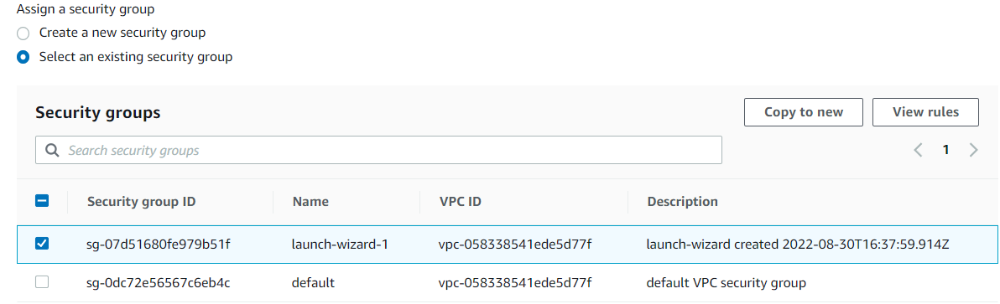 Assign a security group
Create a new security group
Select an existing security group
Security groups
Copy to new
View rules
Search security groups
1
Security group ID Name VPC ID Description
sg-07d51680fe979b51f launch-wizard-1 vpc-058338541ede5d77f launch-wizard created 2022-08-30T16:37:59.914Z
sg-0dc72e56567c6eb4c default vpc-058338541ede5d77f default VPC security group